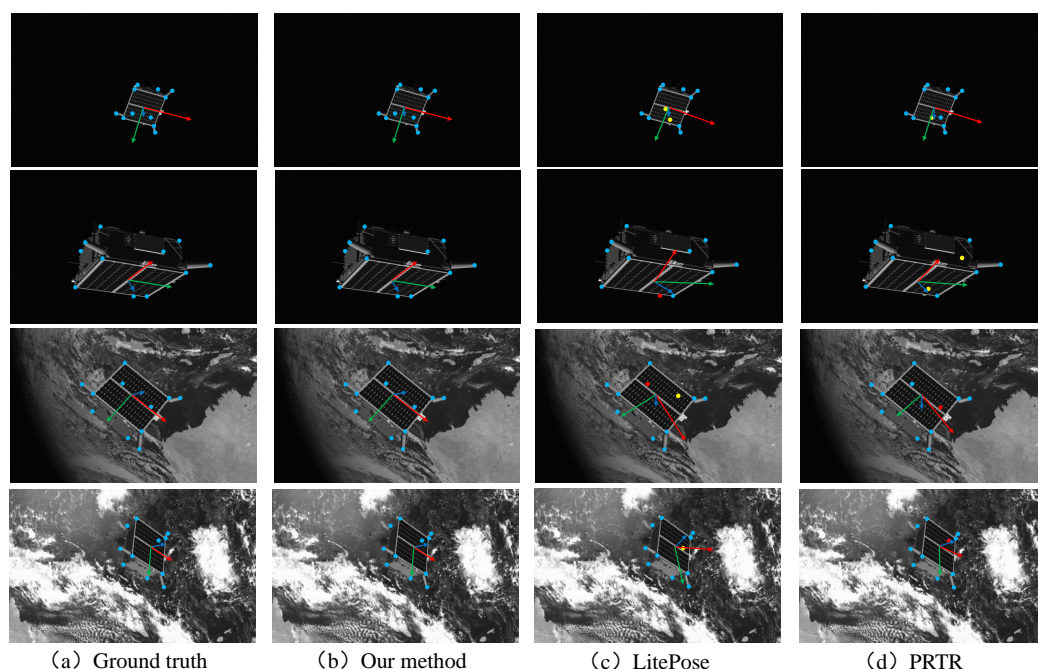 （a）Ground truth
（b）Our method
（c）LitePose
（d）PRTR